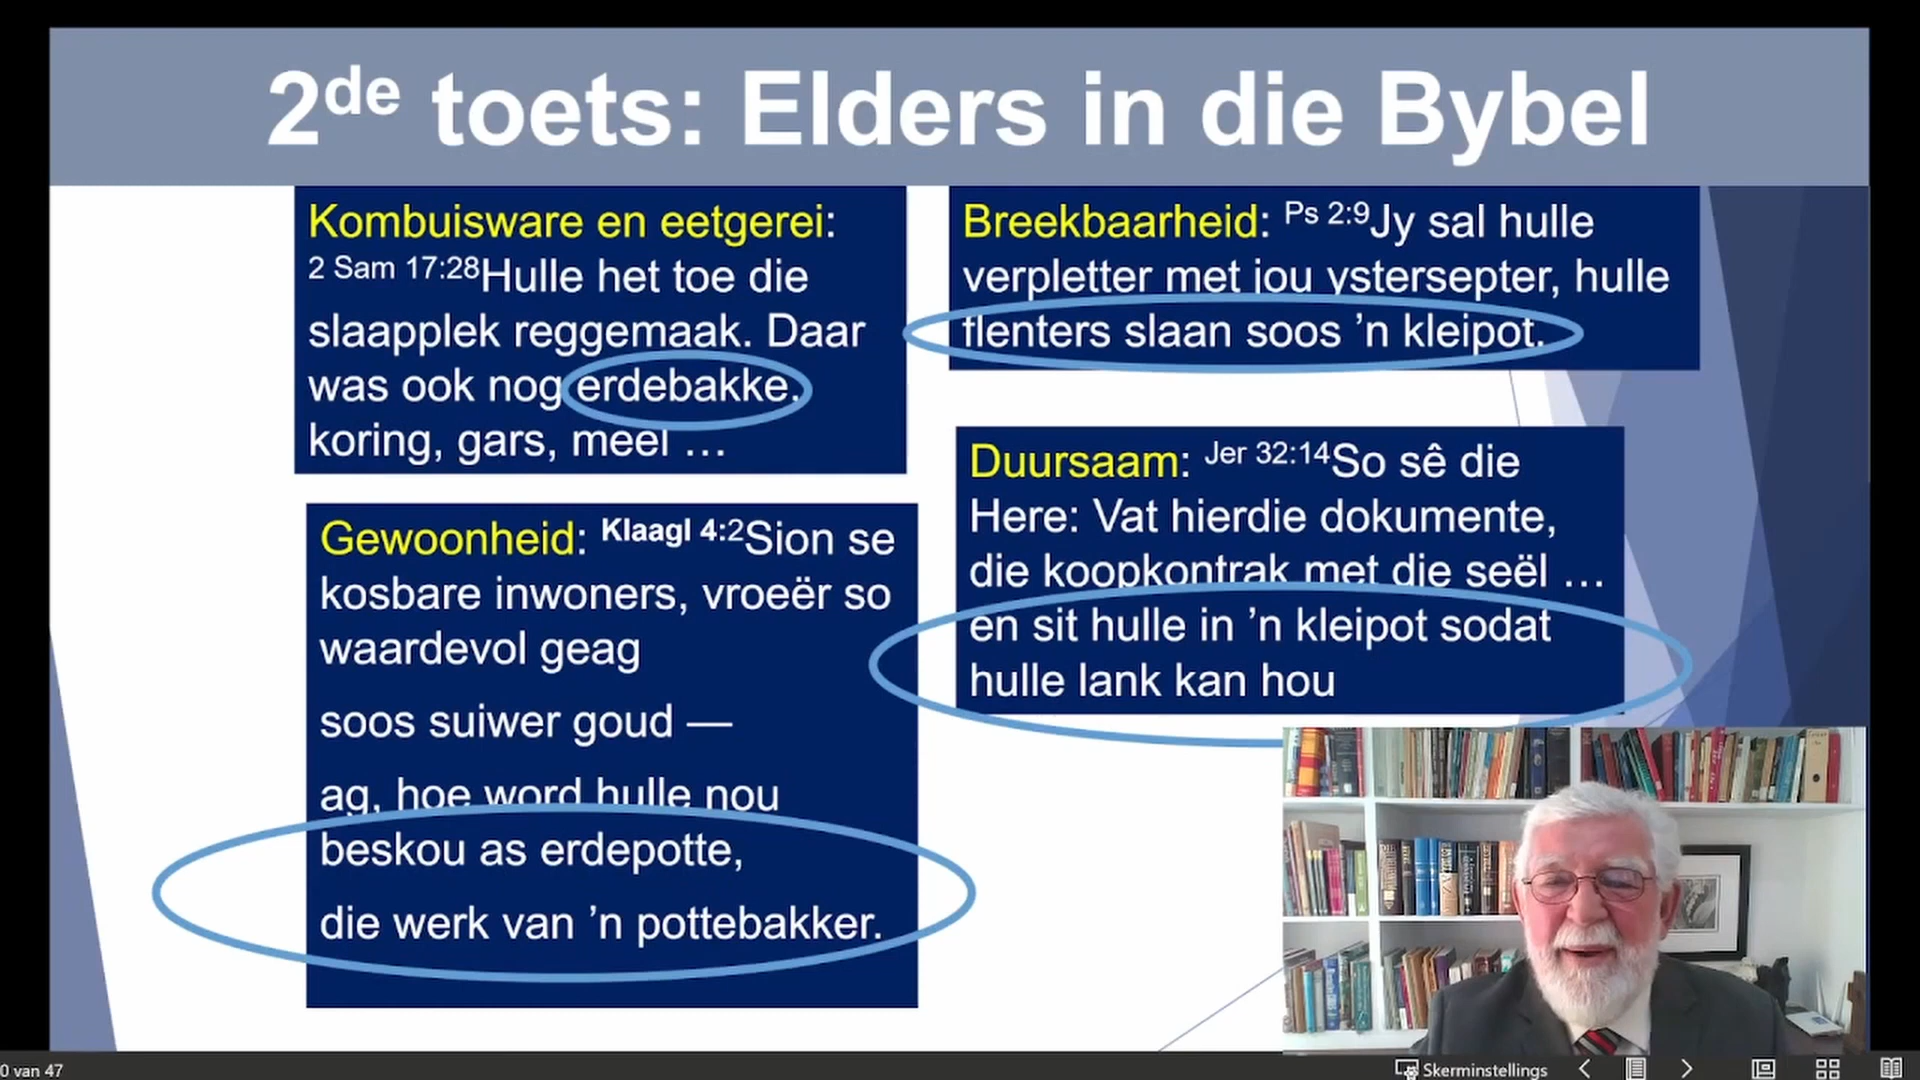 2de toets: Elders in die Bybel
Kombuisware en eetgerei:
2 Sam 17:28Hulle het toe die
slaapplek reggemaak. Daar
was ook nog erdebakke,
koring, gars, meel …
Gewoonheid: Klaagl 4:2Sion se
kosbare inwoners, vroeër so
waardevol geag
soos suiwer goud —
ag, hoe word hulle nou
beskou as erdepotte,
die werk van ’n pottebakker.
Breekbaarheid: Ps 2:9Jy sal hulle
verpletter met jou ystersepter, hulle
flenters slaan soos ’n kleipot.
Duursaam: Jer 32:14So sê die
Here: Vat hierdie dokumente,
die koopkontrak met die seël …
en sit hulle in ’n kleipot sodat
hulle lank kan hou
0 van 47
Skerminstellings